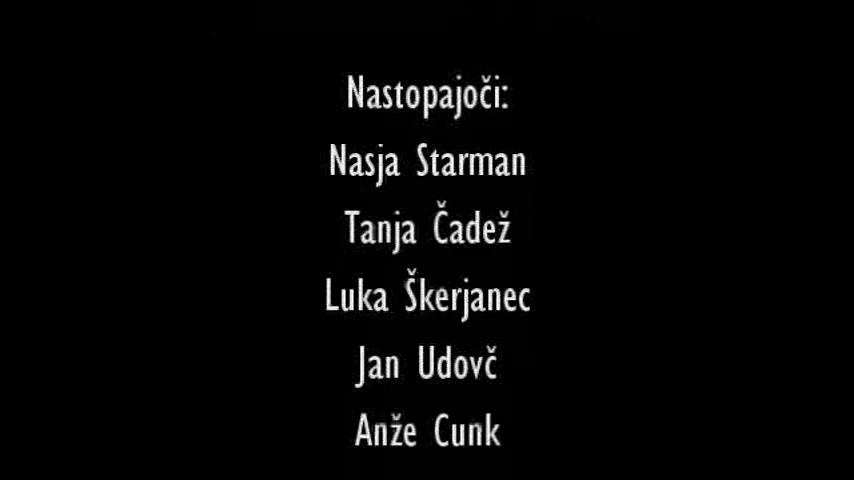 Nastopajoči:
Nasja Starman
Tanja Čadež
Luka Škerjanec
Jan Udovč
Anže Cunk